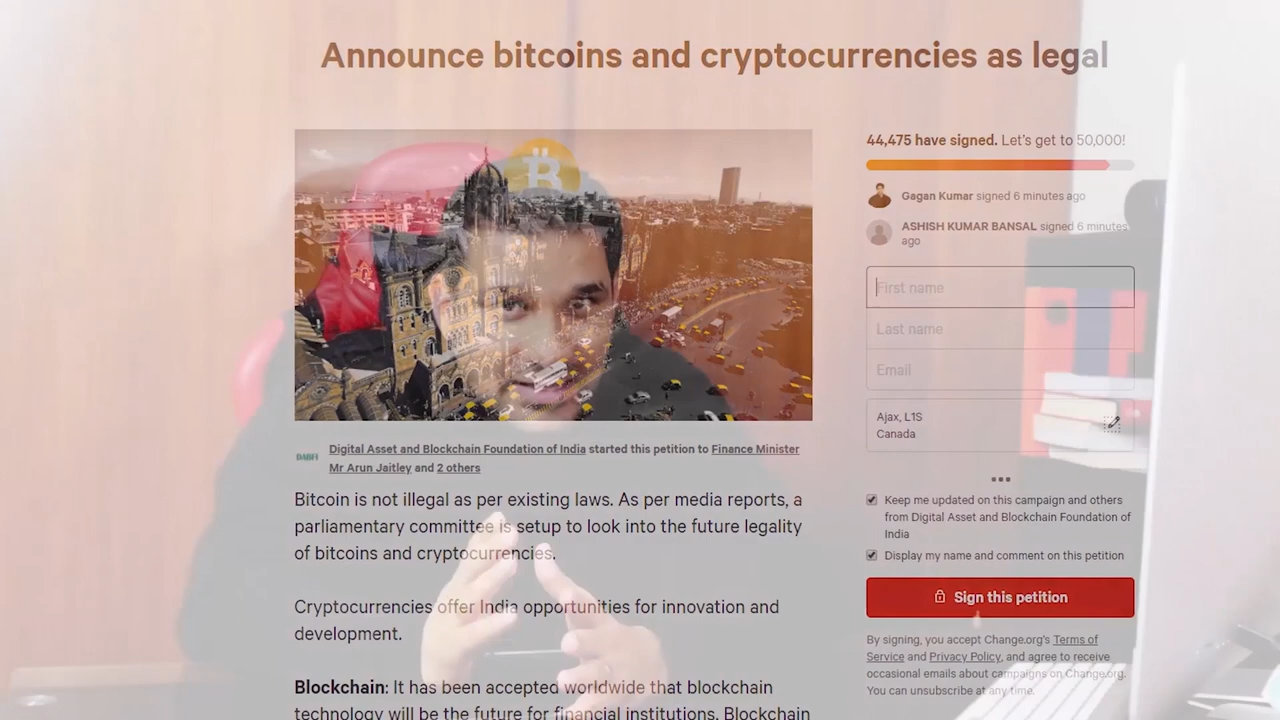 Announce bitcoins and cryptocurrencies as legal
44,475 have signed. Let's get to 50,000!
Gagan Kumar signed 6 minutes ago
ASHISH KUMAR BANSAL signed 6 minutes
ago
First name
Last name
Email
Ajax, L1S
Canada
Keep me updated on this campaign and others
from Digital Asset and Blockchain Foundation of
India
Display my name and comment on this petition
Sign this petition
By signing, you accept Change.org's Terms of
Service and Privacy Policy, and agree to receive
occasional emails about campaigns on Change.org.
You can unsubscribe at any time.
DABFI
Digital Asset and Blockchain Foundation of India started this petition to Finance Minister
Mr Arun Jaitley and 2 others
Bitcoin is not illegal as per existing laws. As per media reports, a
parliamentary committee is setup to look into the future legality
of bitcoins and cryptocurrencies.
Cryptocurrencies offer India opportunities for innovation and
development.
Blockchain: It has been accepted worldwide that blockchain
technology will be the future for financial institutions. Blockchain